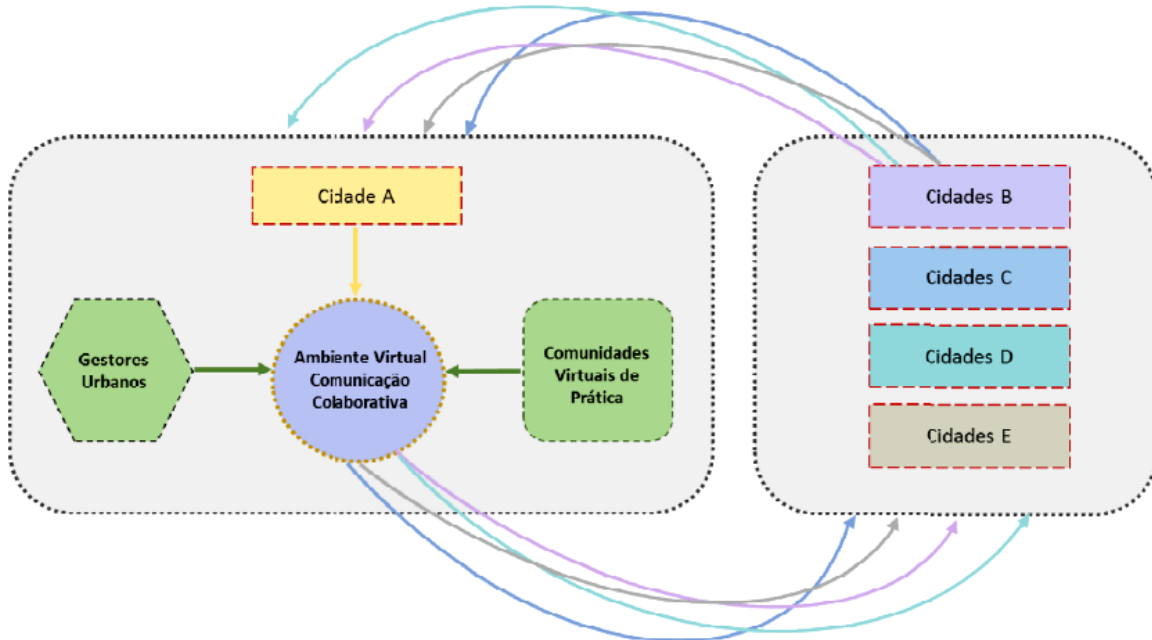 Cidade A
Gestores
Urbanos
Ambiente Virtual
Comunicação
Colaborativa
Comunidades
Virtuais de
Prática
Cidades B
Cidades C
Cidades D
Cidades E